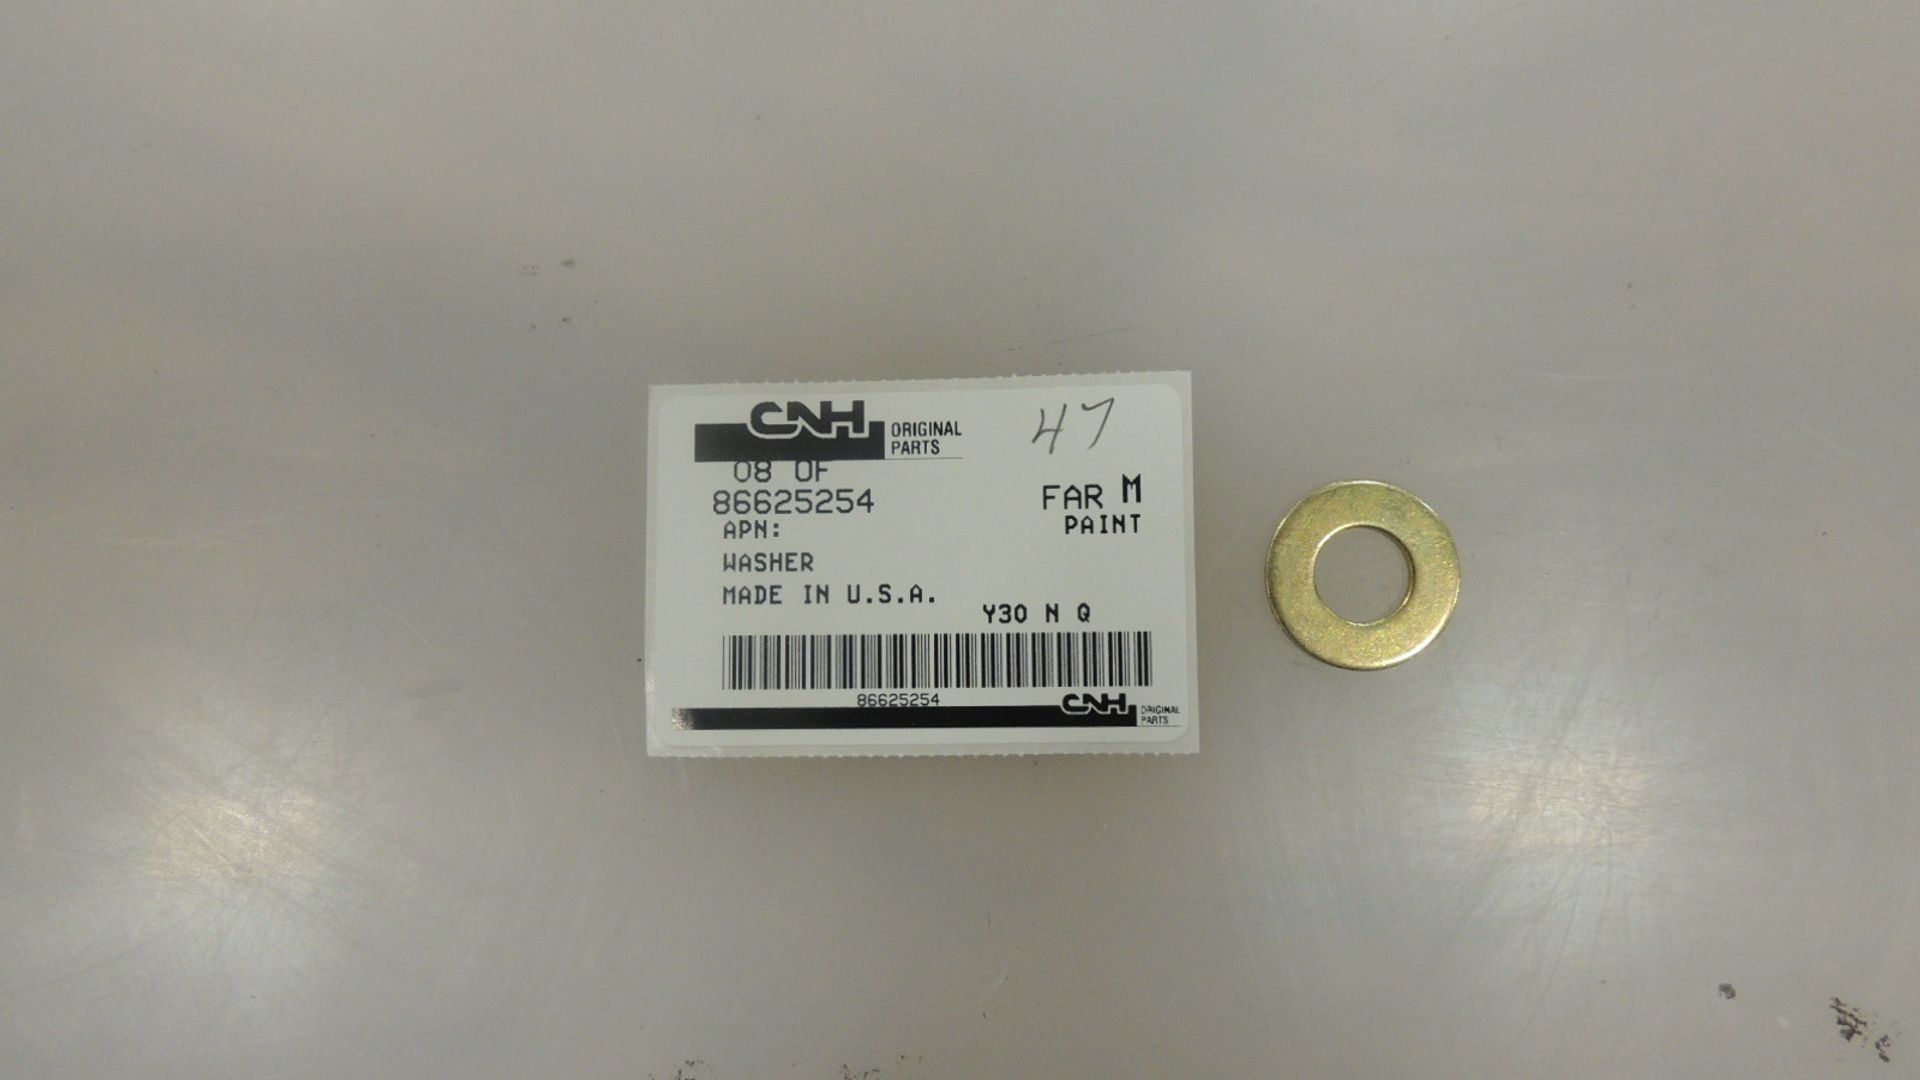 CNH ORIGINAL
PARTS
47
08 OF
86625254
FAR M
APN:
PAINT
WASHER
MADE IN U.S.A.
Y30 N Q
86625254
CNH ORIGINAL
PARTS